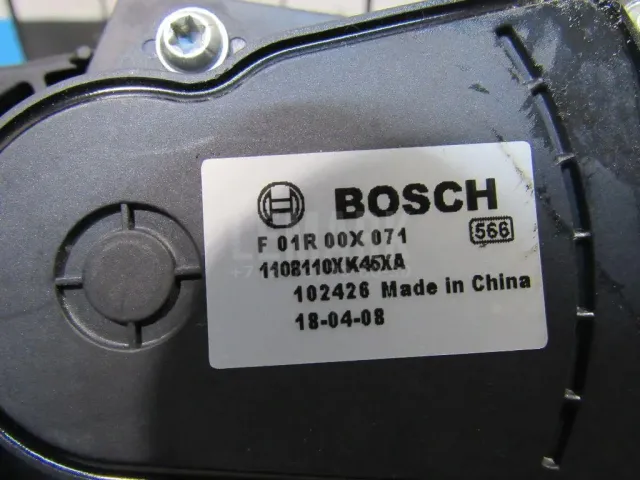 BOSCH
F 01R 00X 071
566
1108110XK45XA
102426 Made in China
18-04-08